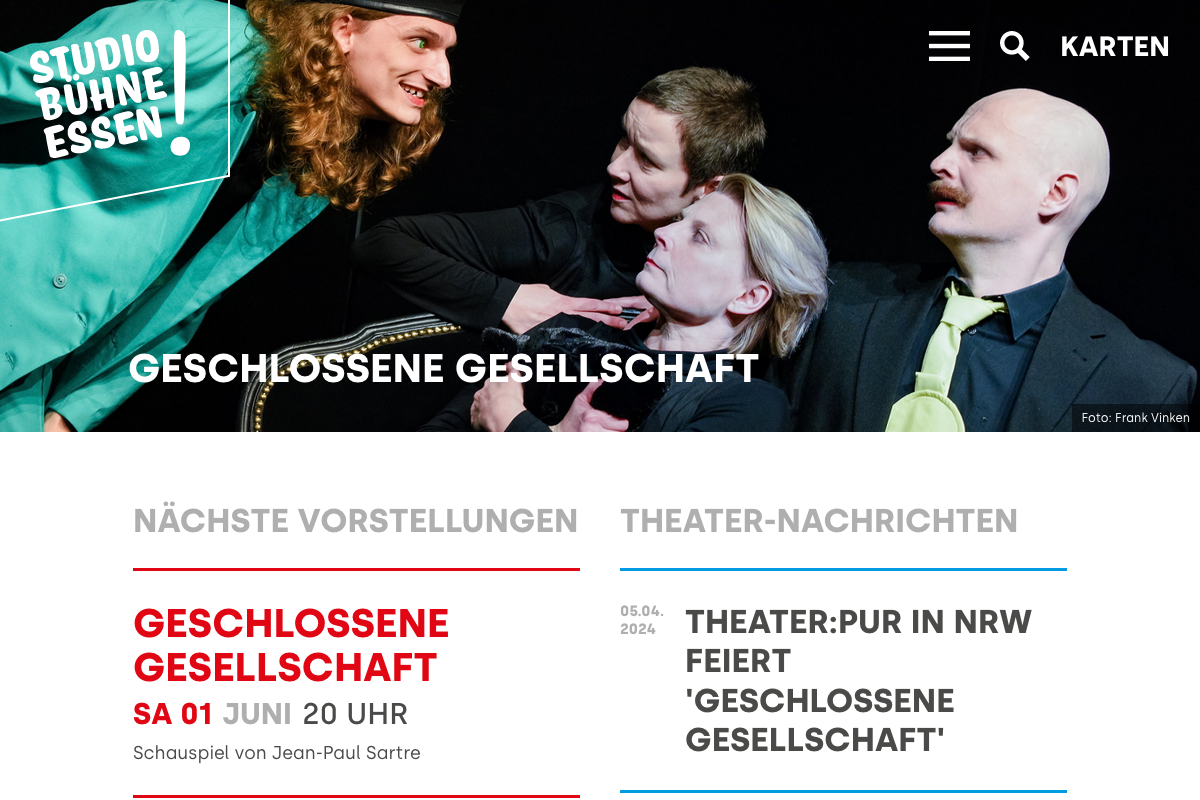 STUDIO
BÜHNE
ESSEN!
KARTEN
GESCHLOSSENE GESELLSCHAFT
Foto: Frank Vinken
NÄCHSTE VORSTELLUNGEN
GESCHLOSSENE
GESELLSCHAFT
SA 01 JUNI 20 UHR
Schauspiel von Jean-Paul Sartre
THEATER-NACHRICHTEN
05.04.
2024
THEATER:PUR IN NRW
FEIERT
'GESCHLOSSENE
GESELLSCHAFT'